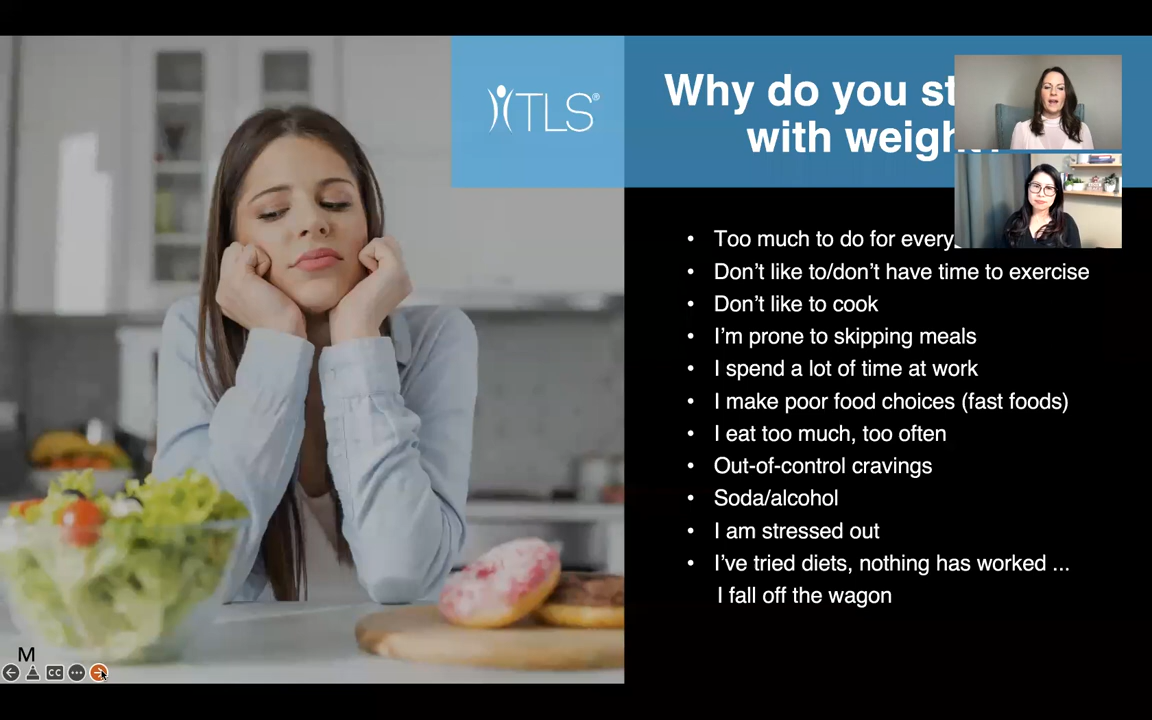 TLS®
Why do you
with
Too much to do for
• Don't like to/don't have time to exercise
• Don't like to cook
• I'm prone to skipping meals
• I spend a lot of time at work
• I make poor food choices (fast foods)
• I eat too much, too often
• Out-of-control cravings
• Soda/alcohol
• I am stressed out
• I've tried diets, nothing has worked ...
I fall off the wagon
M
CC